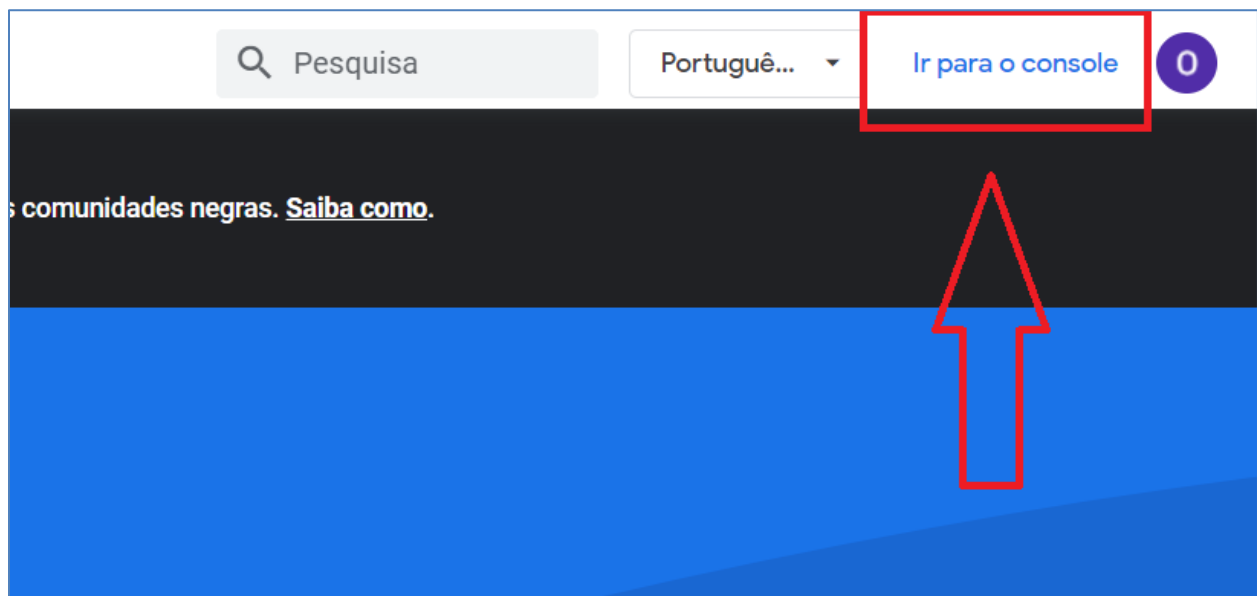 Pesquisa
Portuguê...
Ir para o console
O
s comunidades negras. Saiba como.